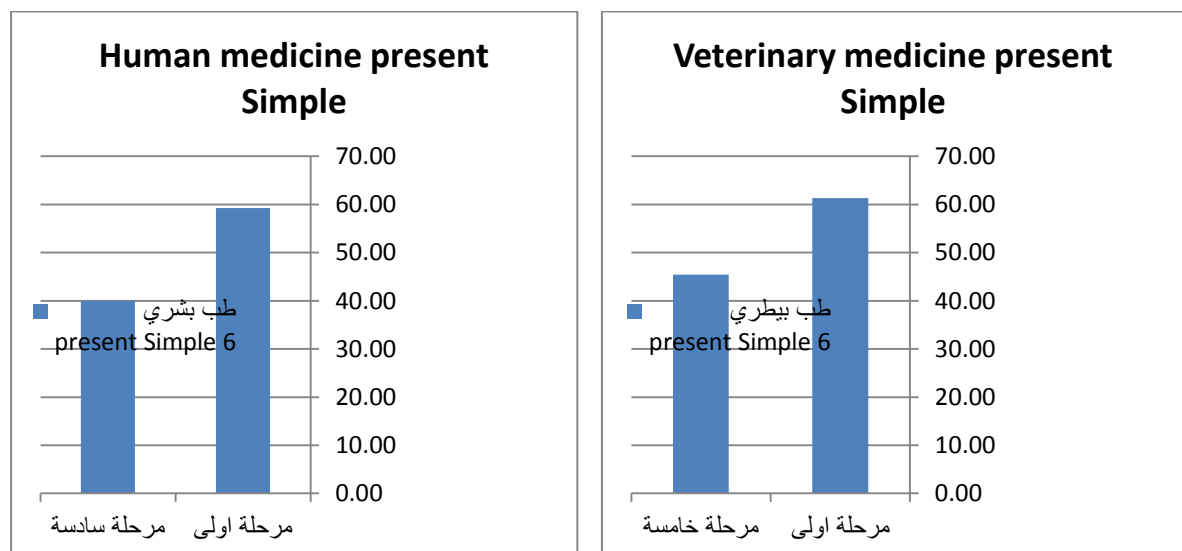 Human medicine present
Simple
70.00
60.00
50.00
40.00
30.00
20.00
10.00
0.00
طب بشري
present Simple 6
مرحلة اولى
مرحلة سادسة
Veterinary medicine present
Simple
70.00
60.00
50.00
40.00
30.00
20.00
10.00
0.00
طب بيطري
present Simple 6
مرحلة اولى
مرحلة خامسة